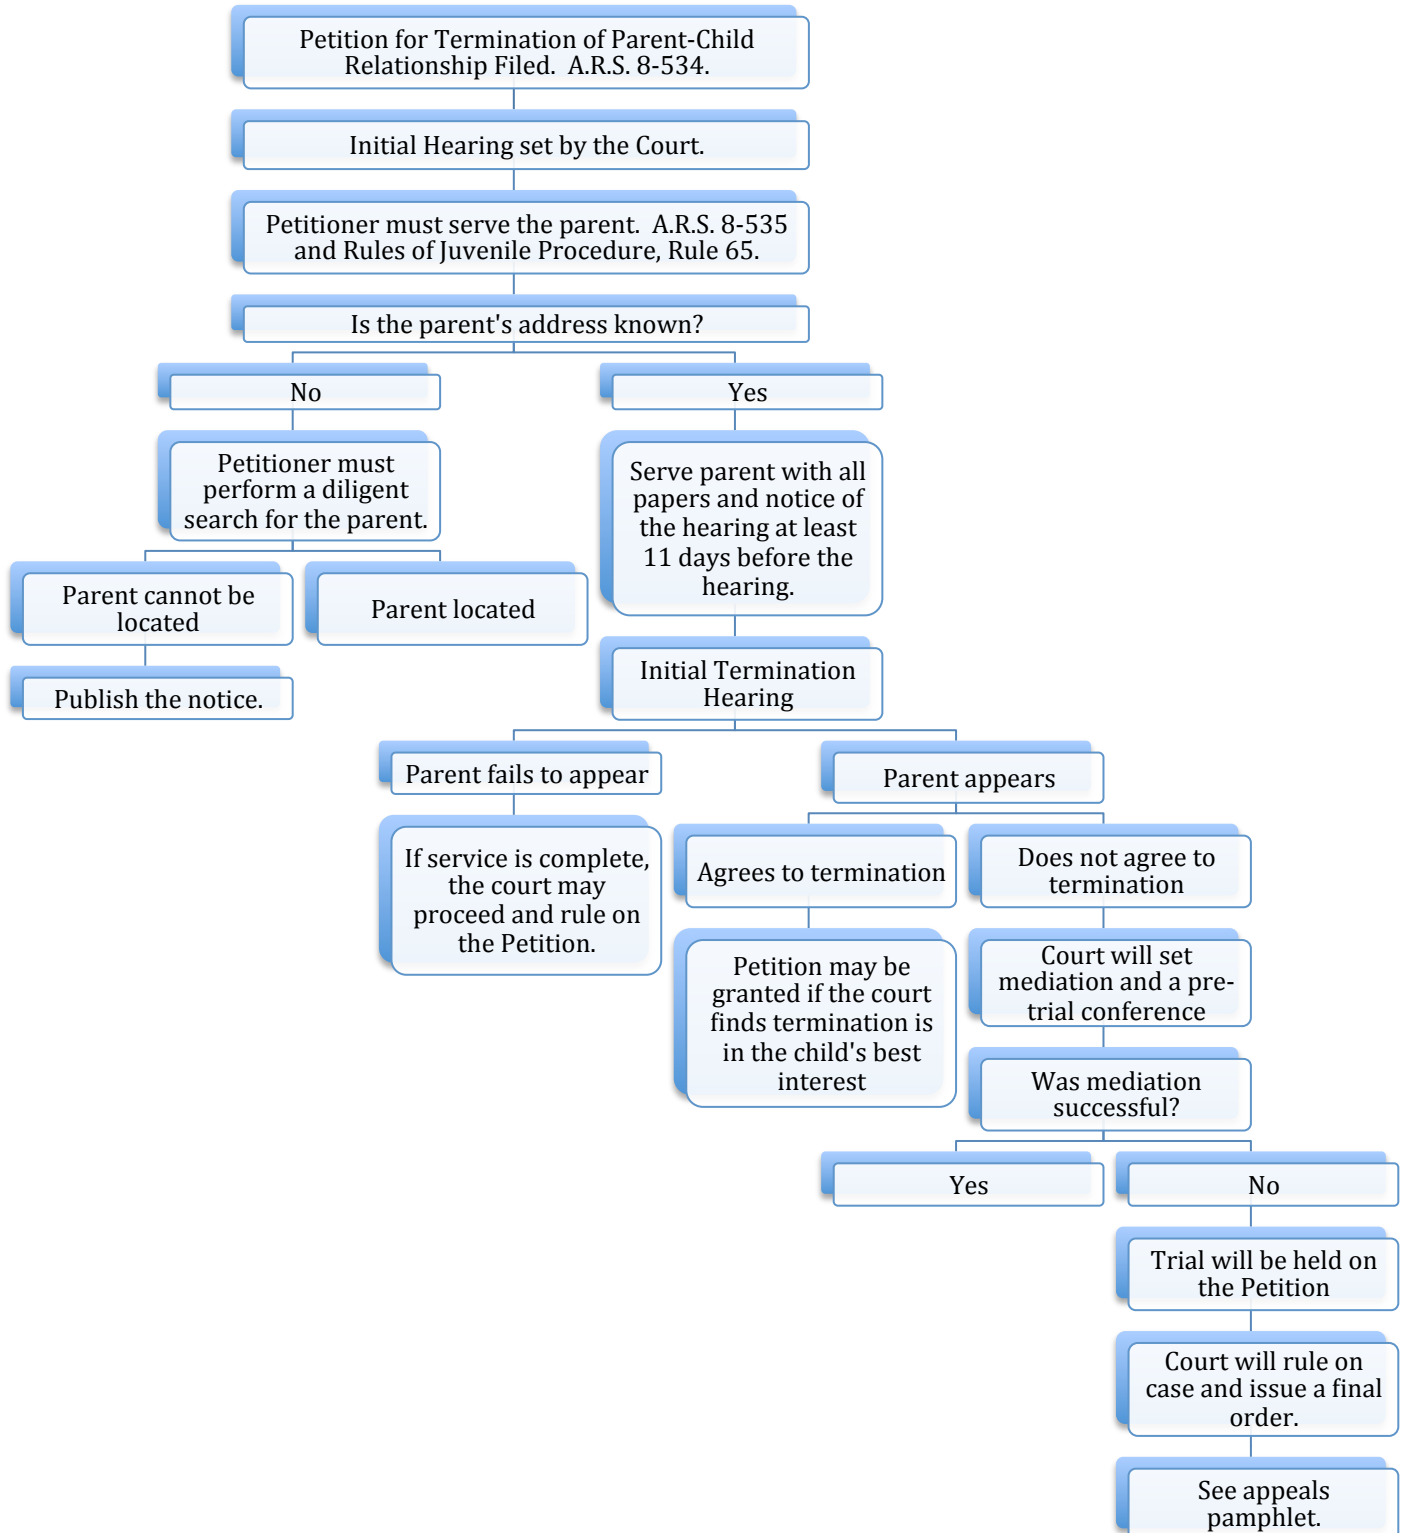 Petition for Termination of Parent-Child
Relationship Filed.  A.R.S. 8-534.
Initial Hearing set by the Court.
Petitioner must serve the parent.  A.R.S. 8-535
and Rules of Juvenile Procedure, Rule 65.
Is the parent's address known?
No
Petitioner must
perform a diligent
search for the parent.
Parent cannot be
located
Publish the notice.
Parent located
Yes
Serve parent with all
papers and notice of
the hearing at least
11 days before the
hearing.
Initial Termination
Hearing
Parent fails to appear
If service is complete,
the court may
proceed and rule on
the Petition.
Parent appears
Agrees to termination
Petition may be
granted if the court
finds termination is
in the child's best
interest
Does not agree to
termination
Court will set
mediation and a pre-
trial conference
Was mediation
successful?
Yes
No
Trial will be held on
the Petition
Court will rule on
case and issue a final
order.
See appeals
pamphlet.